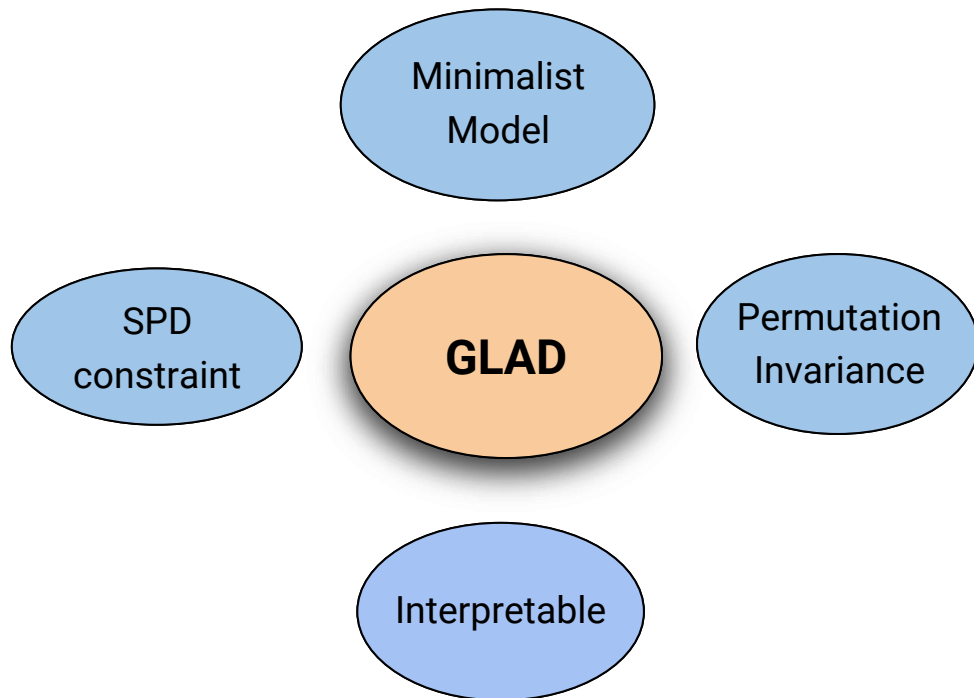 Minimalist
Model
SPD
constraint
GLAD
Permutation
Invariance
Interpretable